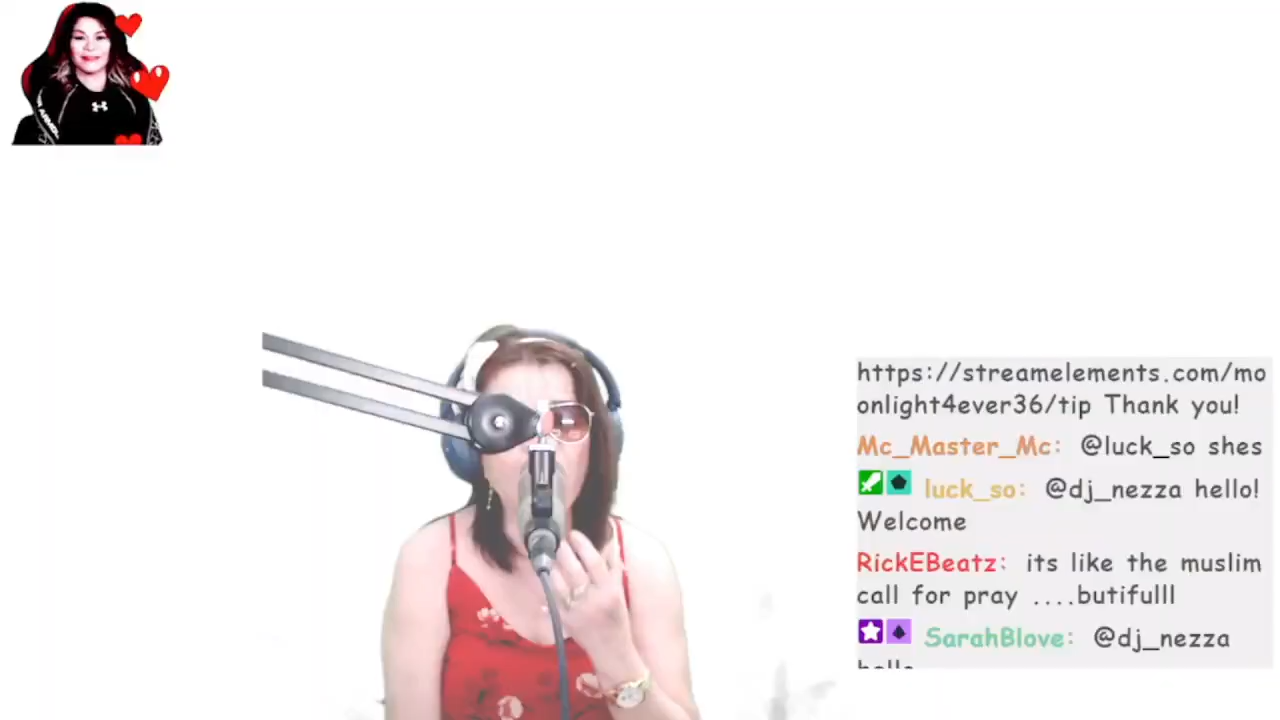 https://streamelements.com/mo
onlight4ever36/tip Thank you!
Mc_Master_Mc: @luck_so shes
luck_so: @dj_nezza hello!
Welcome
RickEBeatz: its like the muslim
call for pray ....butifulll
SarahBlove: @dj_nezza